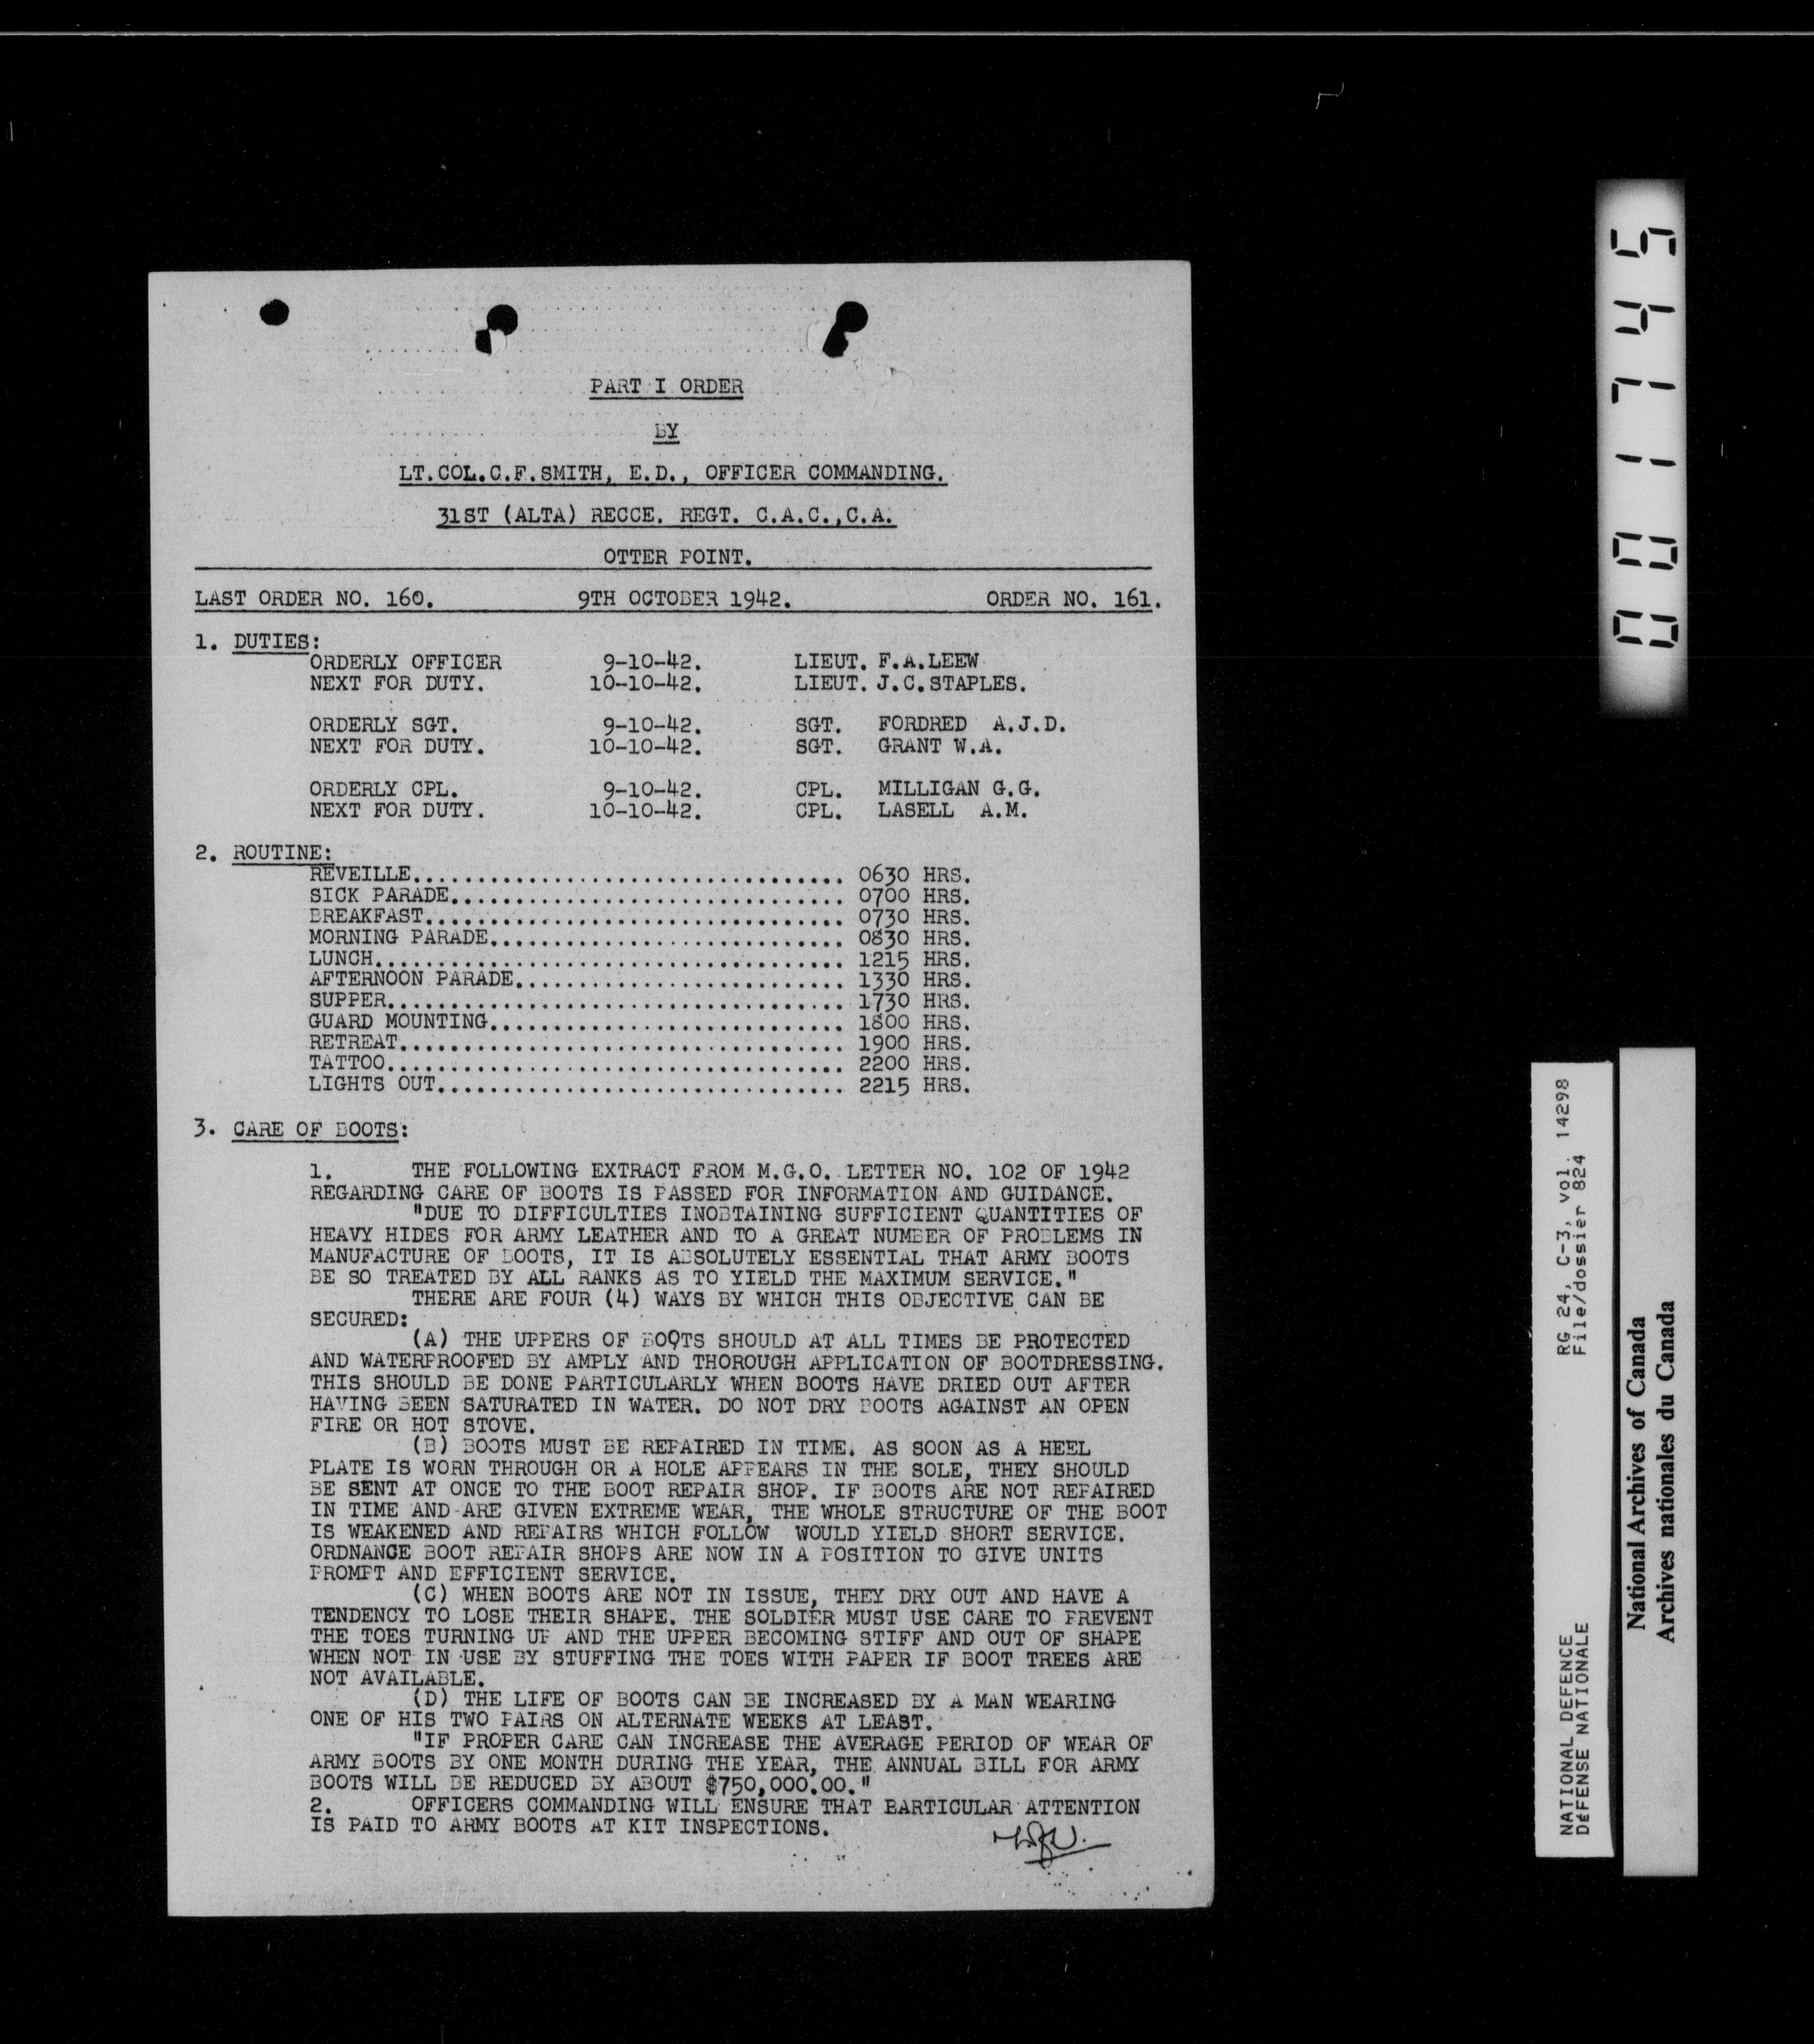 PART I ORDER
BY
LT.COL.C.F.SMITH, E.D., OFFICER COMMANDING.
31ST (ALTA) RECCE. REGT. C.A.C.,C.A.
OTTER POINT.
LAST ORDER NO. 160. 9TH OCTOBER 1942. ORDER NO. 161.
1. DUTIES:
ORDERLY OFFICER 9-10-42. LIEUT. F.A.LEEW
NEXT FOR DUTY. 10-10-42. LIEUT. J.C.STAPLES.
ORDERLY SGT. 9-10-42. SGT. FORDRED A.J.D.
NEXT FOR DUTY. 10-10-42. SGT. GRANT W.A.
ORDERLY CPL. 9-10-42. CPL. MILLIGAN G.G.
NEXT FOR DUTY. 10-10-42. CPL. LASELL A.M.
2. ROUTINE:
REVEILLE.................................. 0630 HRS.
SICK PARADE............................... 0700 HRS.
BREAKFAST................................. 0730 HRS.
MORNING PARADE............................ 0830 HRS.
LUNCH..................................... 1215 HRS.
AFTERNOON PARADE.......................... 1330 HRS.
SUPPER.................................... 1730 HRS.
GUARD MOUNTING............................ 1800 HRS.
RETREAT................................... 1900 HRS.
TATTOO.................................... 2200 HRS.
LIGHTS OUT................................ 2215 HRS.
3. CARE OF BOOTS:
1. THE FOLLOWING EXTRACT FROM M.G.O. LETTER NO. 102 OF 1942
REGARDING CARE OF BOOTS IS PASSED FOR INFORMATION AND GUIDANCE.
"DUE TO DIFFICULTIES INOBTAINING SUFFICIENT QUANTITIES OF
HEAVY HIDES FOR ARMY LEATHER AND TO A GREAT NUMBER OF PROBLEMS IN
MANUFACTURE OF BOOTS, IT IS ABSOLUTELY ESSENTIAL THAT ARMY BOOTS
BE SO TREATED BY ALL RANKS AS TO YIELD THE MAXIMUM SERVICE."
THERE ARE FOUR (4) WAYS BY WHICH THIS OBJECTIVE CAN BE
SECURED:
(A) THE UPPERS OF BOOTS SHOULD AT ALL TIMES BE PROTECTED
AND WATERPROOFED BY AMPLY AND THOROUGH APPLICATION OF BOOTDRESSING.
THIS SHOULD BE DONE PARTICULARLY WHEN BOOTS HAVE DRIED OUT AFTER
HAVING BEEN SATURATED IN WATER. DO NOT DRY BOOTS AGAINST AN OPEN
FIRE OR HOT STOVE.
(B) BOOTS MUST BE REPAIRED IN TIME. AS SOON AS A HEEL
PLATE IS WORN THROUGH OR A HOLE APPEARS IN THE SOLE, THEY SHOULD
BE SENT AT ONCE TO THE BOOT REPAIR SHOP. IF BOOTS ARE NOT REPAIRED
IN TIME AND ARE GIVEN EXTREME WEAR, THE WHOLE STRUCTURE OF THE BOOT
IS WEAKENED AND REPAIRS WHICH FOLLOW WOULD YIELD SHORT SERVICE.
ORDNANCE BOOT REPAIR SHOPS ARE NOW IN A POSITION TO GIVE UNITS
PROMPT AND EFFICIENT SERVICE.
(C) WHEN BOOTS ARE NOT IN ISSUE, THEY DRY OUT AND HAVE A
TENDENCY TO LOSE THEIR SHAPE. THE SOLDIER MUST USE CARE TO PREVENT
THE TOES TURNING UP AND THE UPPER BECOMING STIFF AND OUT OF SHAPE
WHEN NOT IN USE BY STUFFING THE TOES WITH PAPER IF BOOT TREES ARE
NOT AVAILABLE.
(D) THE LIFE OF BOOTS CAN BE INCREASED BY A MAN WEARING
ONE OF HIS TWO PAIRS ON ALTERNATE WEEKS AT LEAST.
"IF PROPER CARE CAN INCREASE THE AVERAGE PERIOD OF WEAR OF
ARMY BOOTS BY ONE MONTH DURING THE YEAR, THE ANNUAL BILL FOR ARMY
BOOTS WILL BE REDUCED BY ABOUT $750,000.00."
2. OFFICERS COMMANDING WILL ENSURE THAT PARTICULAR ATTENTION
IS PAID TO ARMY BOOTS AT KIT INSPECTIONS.
001745
NATIONAL DEFENCE RG 24, C-3, vol. 14298
DéFENSE NATIONALE File/dossier 824
National Archives of Canada
Archives nationales du Canada